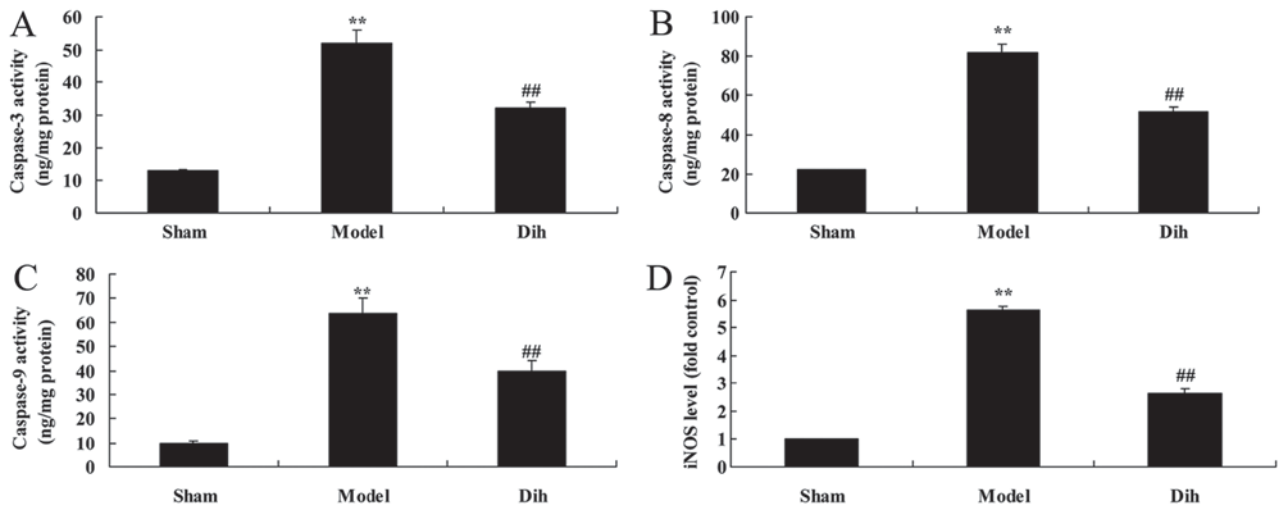 A
Caspase-3 activity
(ng/mg protein)
60
50
40
30
20
10
0
**
##
Sham Model Dih
B
Caspase-8 activity
(ng/mg protein)
100
80
60
40
20
0
**
##
Sham Model Dih
C
Caspase-9 activity
(ng/mg protein)
80
70
60
50
40
30
20
10
0
**
##
Sham Model Dih
D
iNOS level (fold control)
7
6
5
4
3
2
1
0
**
##
Sham Model Dih